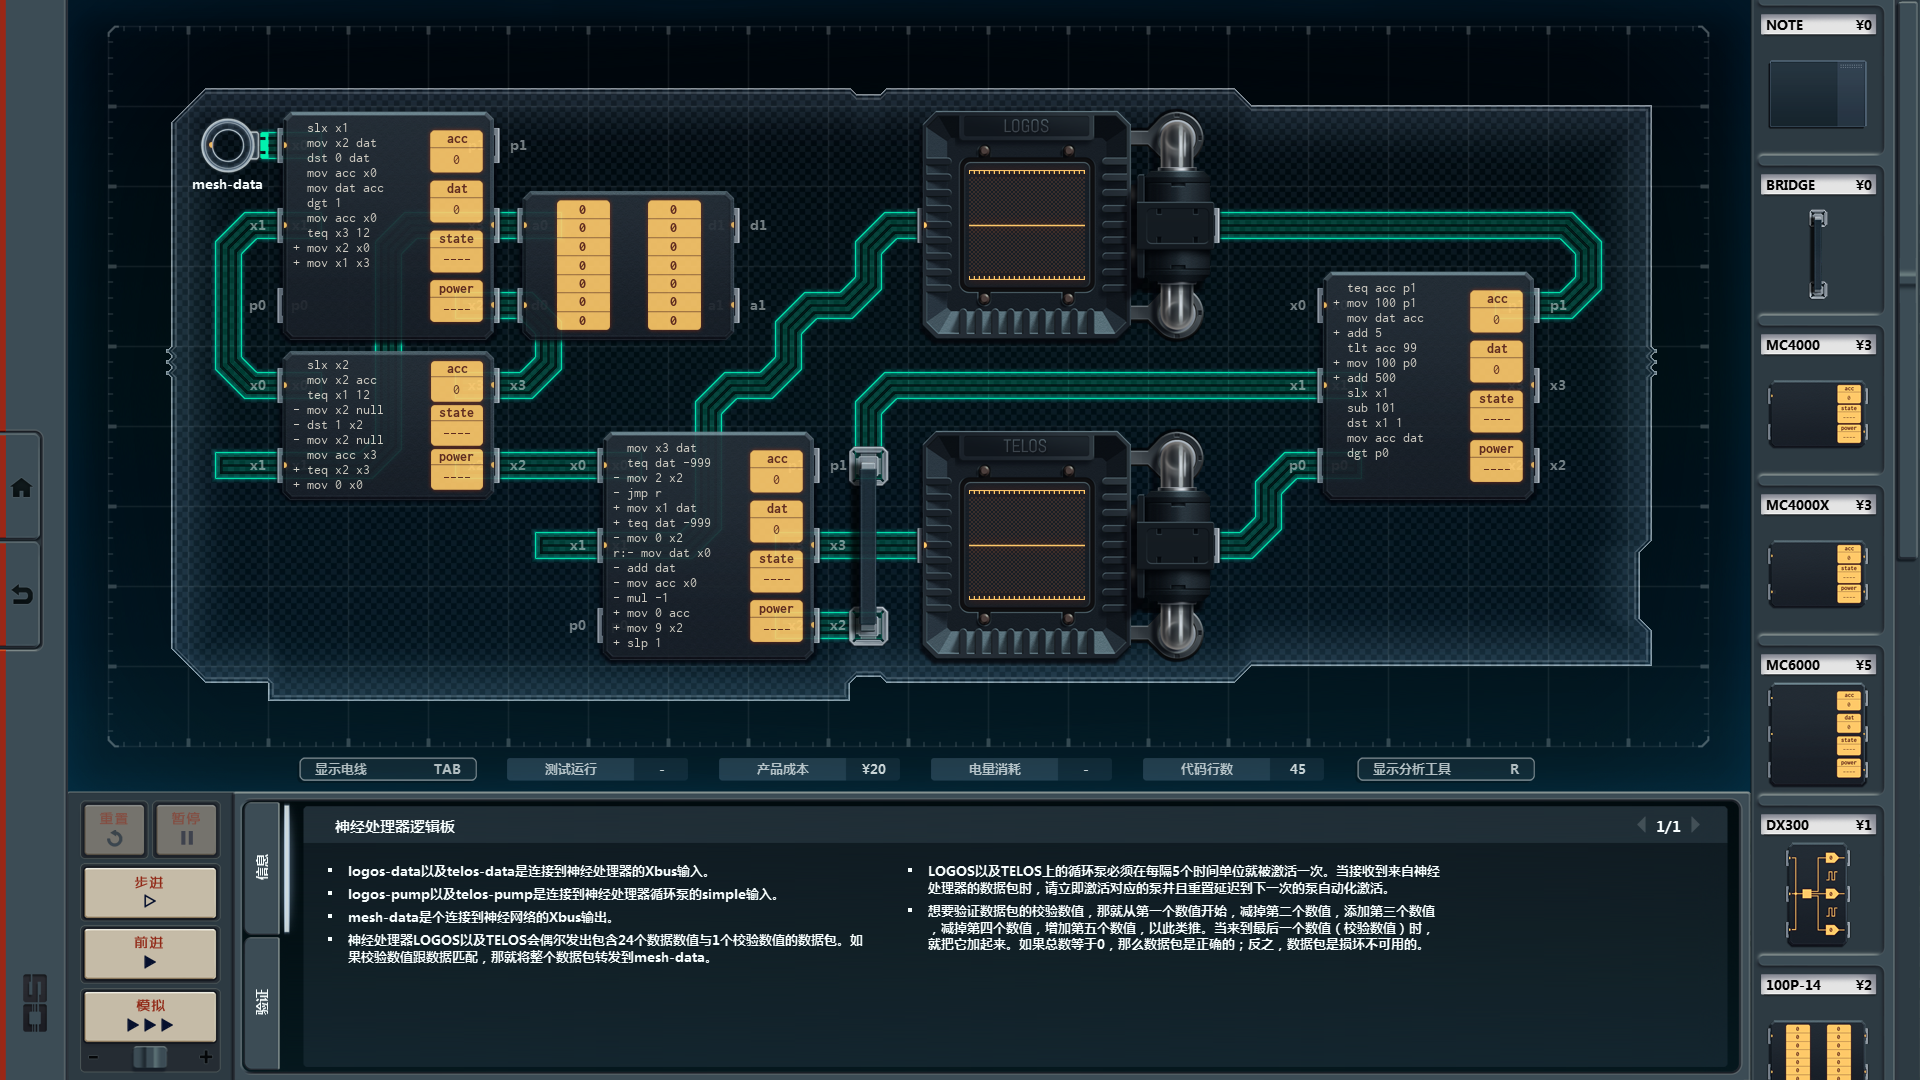 mesh-data
slx x1
mov x2 dat
dst 0 dat
mov acc x0
mov dat acc
dgt 1
mov acc x0
teq x3 12
+ mov x2 x0
+ mov x1 x3
acc
0
dat
0
state
----
power
----
p1
x1
p0
0
0
0
0
0
0
0
0
0
0
0
0
0
0
d1
a1
slx x2
mov x2 acc
teq x1 12
- mov x2 null
- dst 1 x2
- mov x2 null
mov acc x3
+ teq x2 x3
+ mov 0 x0
acc
0
state
----
power
----
x0
x1
x3
x2
mov x3 dat
teq dat -999
- mov 2 x2
- jmp r
+ mov x1 dat
+ teq dat -999
- mov 0 x2
r:- mov dat x0
- add dat
- mov acc x0
- mul -1
+ mov 0 acc
+ mov 9 x2
+ slp 1
acc
0
dat
0
state
----
power
----
x0
x1
p0
p1
x3
x2
LOGOS
TELOS
teq acc p1
+ mov 100 p1
mov dat acc
+ add 5
tlt acc 99
+ mov 100 p0
+ add 500
slx x1
sub 101
dst x1 1
mov acc dat
dgt p0
acc
0
dat
0
state
----
power
----
x0
x1
p0
p1
x3
x2
显示电线 TAB
测试运行 -
产品成本 ¥20
电量消耗 -
代码行数 45
显示分析工具 R
重置
暂停
步进
前进
模拟
- +
信息
验证
神经处理器逻辑板
1/1
logos-data以及telos-data是连接到神经处理器的Xbus输入。
logos-pump以及telos-pump是连接到神经处理器循环泵的simple输入。
mesh-data是个连接到神经网络的Xbus输出。
神经处理器LOGOS以及TELOS会偶尔发出包含24个数据数值与1个校验数值的数据包。如
果校验数值跟数据匹配，那就将整个数据包转发到mesh-data。
LOGOS以及TELOS上的循环泵必须在每隔5个时间单位就被激活一次。当接收到来自神经
处理器的数据包时，请立即激活对应的泵并且重置延迟到下一次的泵自动化激活。
想要验证数据包的校验数值，那就从第一个数值开始，减掉第二个数值，添加第三个数值
，减掉第四个数值，增加第五个数值，以此类推。当来到最后一个数值（校验数值）时，
就把它加起来。如果总数等于0，那么数据包是正确的；反之，数据包是损坏不可用的。
NOTE ¥0
BRIDGE ¥0
MC4000 ¥3
MC4000X ¥3
MC6000 ¥5
DX300 ¥1
100P-14 ¥2